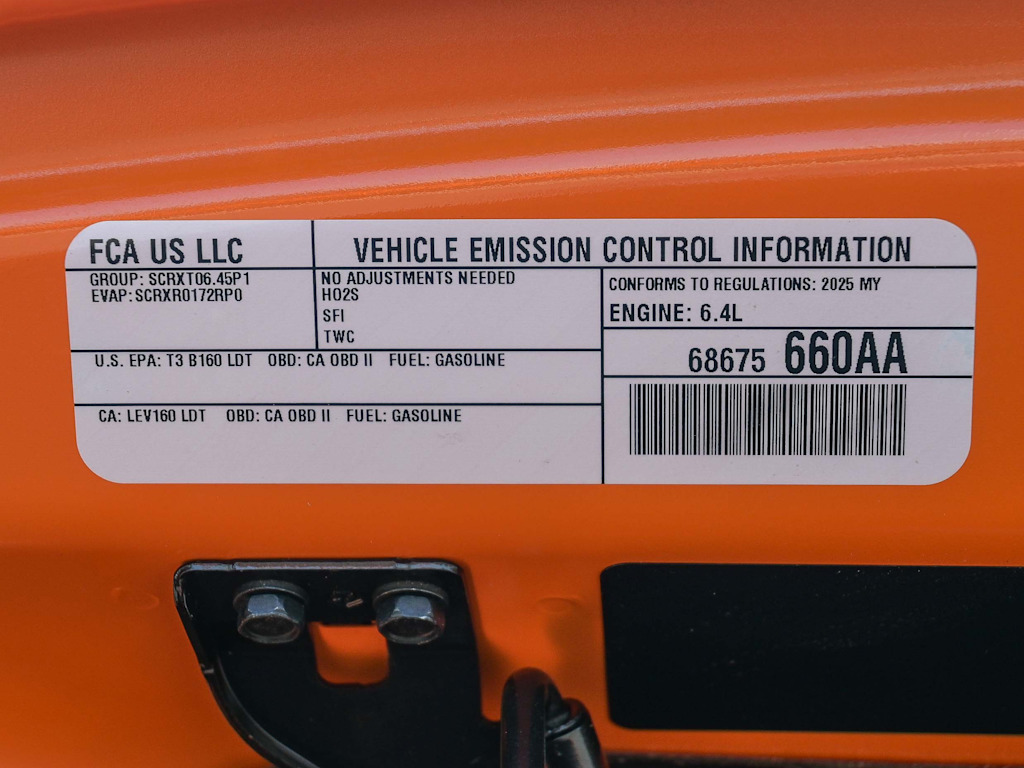 FCA US LLC
VEHICLE EMISSION CONTROL INFORMATION
GROUP: SCRXT06.45P1
EVAP: SCRXR0172RP0
NO ADJUSTMENTS NEEDED
HO2S
SFI
TWC
CONFORMS TO REGULATIONS: 2025 MY
ENGINE: 6.4L
68675 660AA
U.S. EPA: T3 B160 LDT OBD: CA OBD II FUEL: GASOLINE
CA: LEV160 LDT OBD: CA OBD II FUEL: GASOLINE